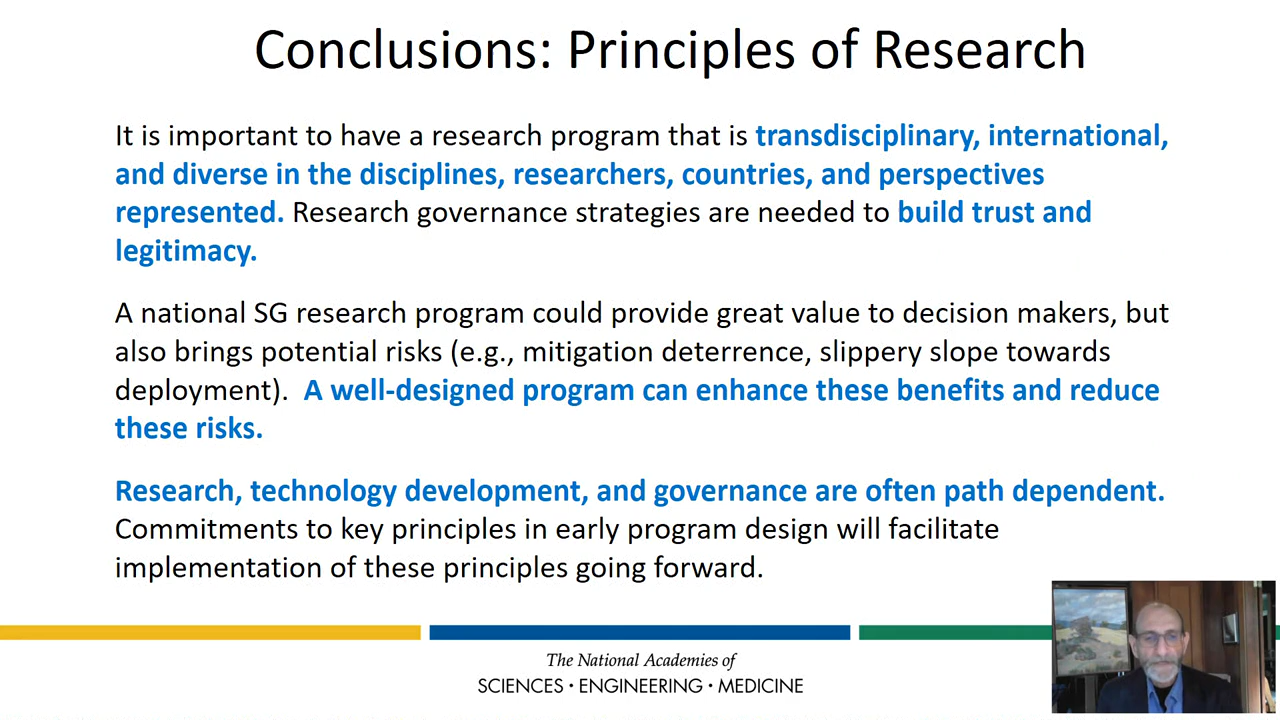 Conclusions: Principles of Research
It is important to have a research program that is transdisciplinary, international,
and diverse in the disciplines, researchers, countries, and perspectives
represented. Research governance strategies are needed to build trust and
legitimacy.
A national SG research program could provide great value to decision makers, but
also brings potential risks (e.g., mitigation deterrence, slippery slope towards
deployment).  A well-designed program can enhance these benefits and reduce
these risks.
Research, technology development, and governance are often path dependent.
Commitments to key principles in early program design will facilitate
implementation of these principles going forward.
The National Academies of
SCIENCES · ENGINEERING · MEDICINE